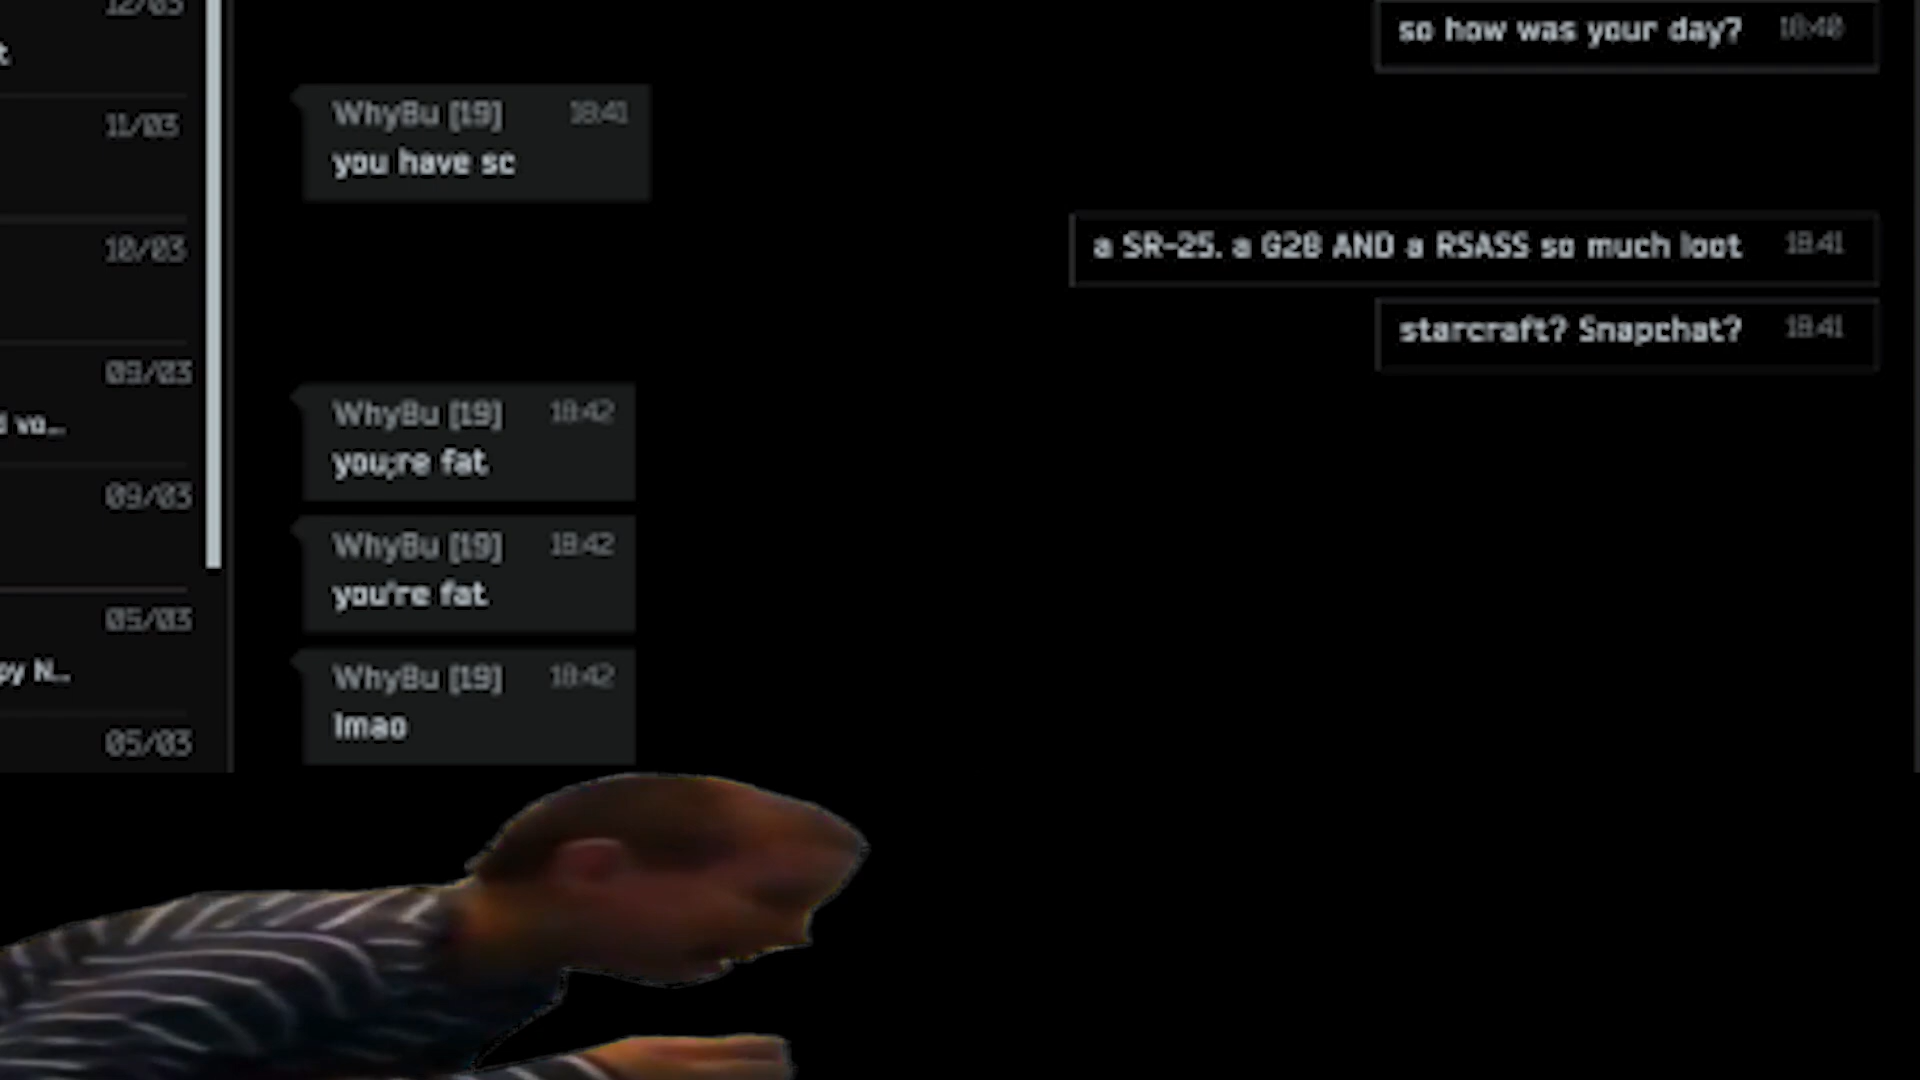 12/03
t.
11/03
10/03
09/03
d vo...
09/03
05/03
py N...
05/03
so how was your day? 18:40
WhyBu [19] 18:41
you have sc
a SR-25. a G28 AND a RSASS so much loot 18:41
starcraft? Snapchat? 18:41
WhyBu [19] 18:42
you;re fat
WhyBu [19] 18:42
you're fat
WhyBu [19] 18:42
lmao